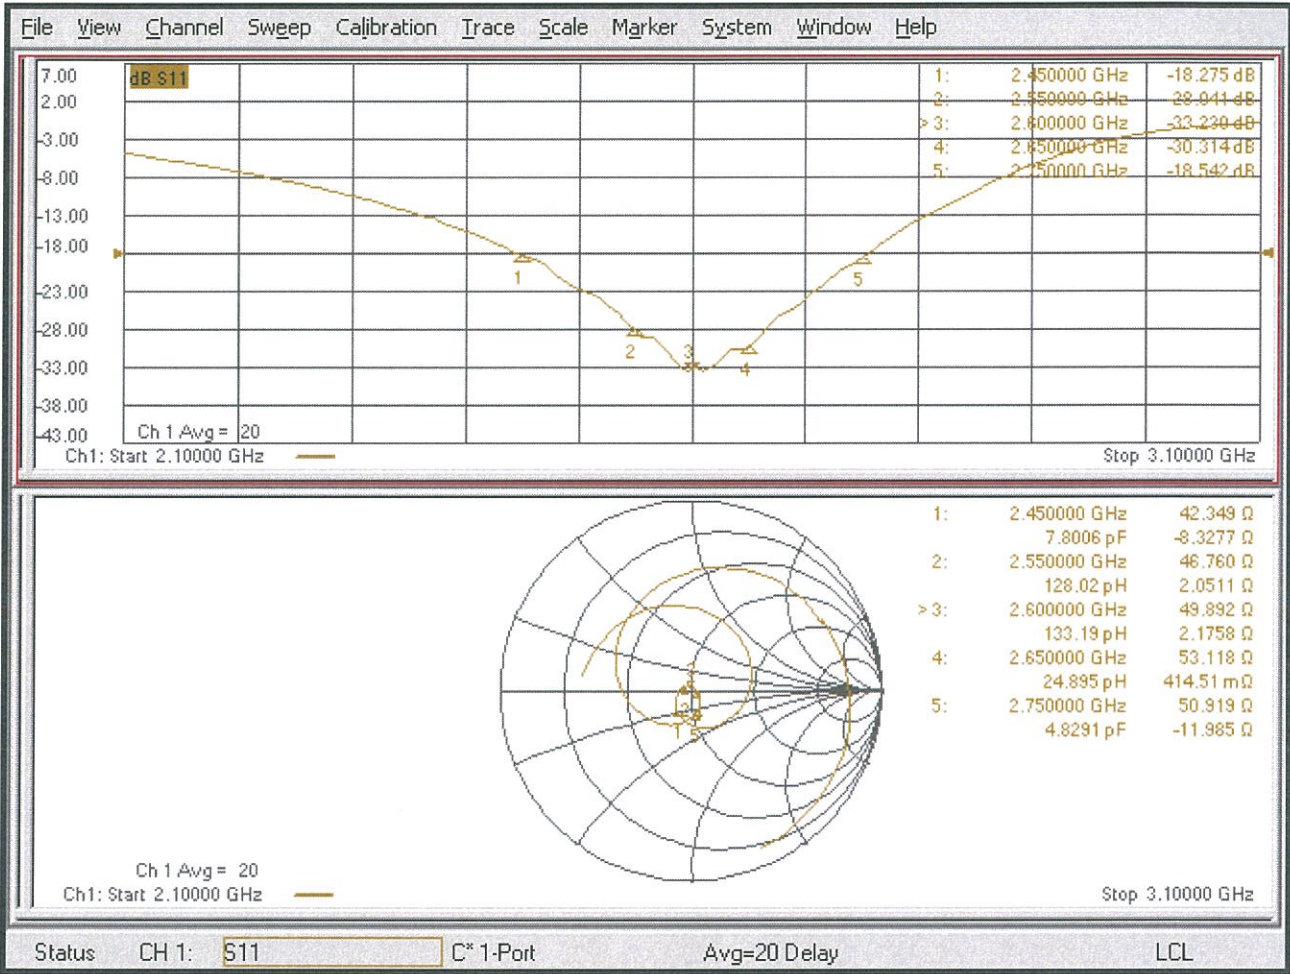 File View Channel Sweep Calibration Trace Scale Marker System Window Help
7.00
dB S11
1: 2.450000 GHz -18.275 dB
2.00
2: 2.550000 GHz -28.041 dB
-3.00
> 3: 2.600000 GHz -33.230 dB
4: 2.650000 GHz -30.314 dB
-8.00
5: 2.750000 GHz -18.542 dB
-13.00
-18.00
1
5
-23.00
-28.00
2
3
4
-33.00
-38.00
-43.00
Ch 1 Avg = 20
Ch1: Start 2.10000 GHz
Stop 3.10000 GHz
1: 2.450000 GHz 42.349 Ω
7.8006 pF -8.3277 Ω
2: 2.550000 GHz 46.760 Ω
128.02 pH 2.0511 Ω
> 3: 2.600000 GHz 49.892 Ω
133.19 pH 2.1758 Ω
4: 2.650000 GHz 53.118 Ω
24.895 pH 414.51 mΩ
5: 2.750000 GHz 50.919 Ω
4.8291 pF -11.985 Ω
1
5
Ch 1 Avg = 20
Ch1: Start 2.10000 GHz
Stop 3.10000 GHz
Status CH 1: S11 C* 1-Port Avg=20 Delay LCL